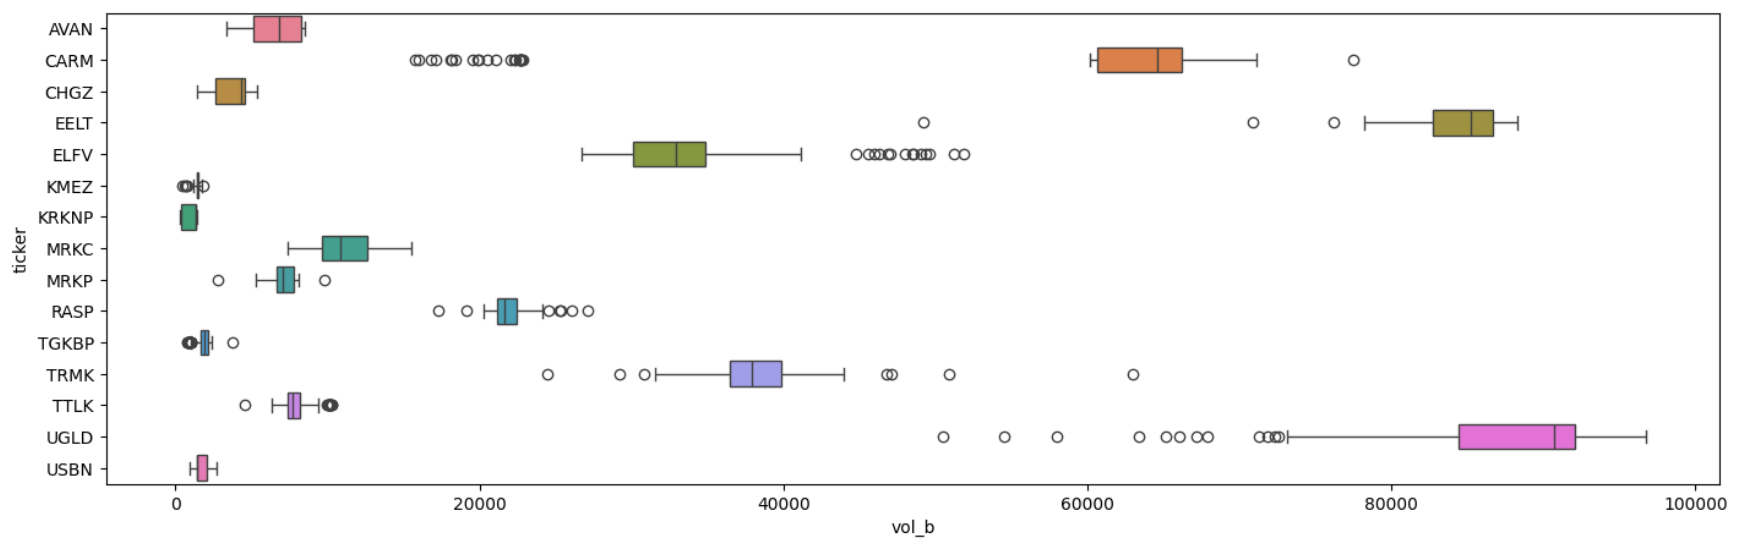 AVAN
CARM
CHGZ
EELT
ELFV
KMEZ
KRKNP
MRKC
MRKP
RASP
TGKBP
TRMK
TTLK
UGLD
USBN
ticker
0 20000 40000 60000 80000 100000
vol_b